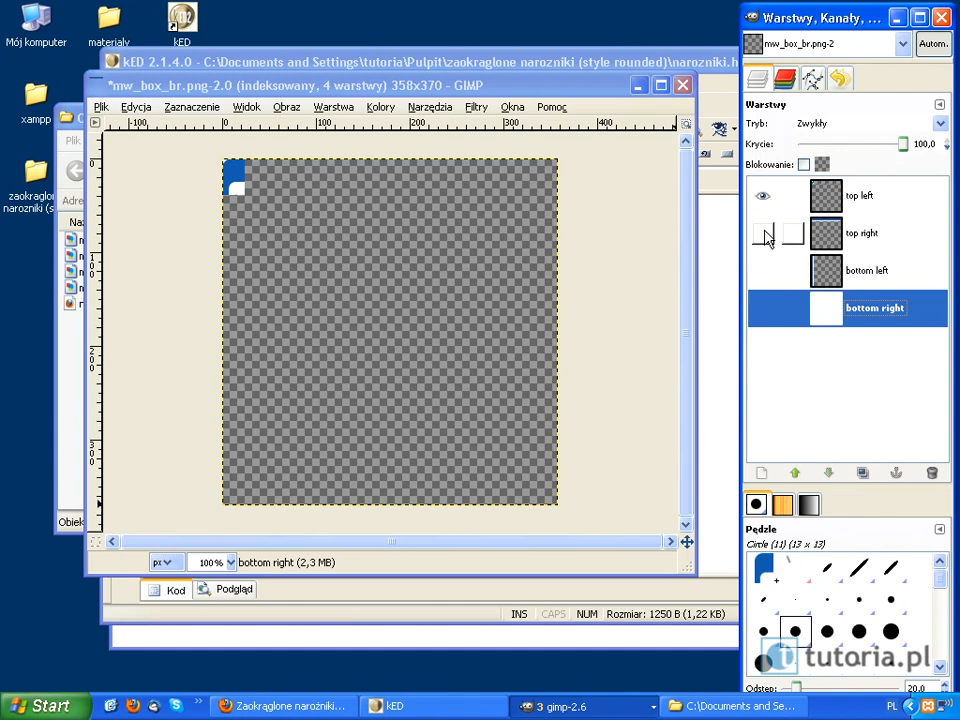 Mój komputer
materialy
kED
xampp
zaokraglone
narozniki (s
kED 2.1.4.0 - C:\Documents and Settings\tutoria\Pulpit\zaokraglone narozniki (style rounded)\narozniki.h
*mw_box_br.png-2.0 (indeksowany, 4 warstwy) 358x370 - GIMP
Plik Edycja Zaznaczenie Widok Obraz Warstwa Kolory Narzędzia Filtry Okna Pomoc
-100 0 100 200 300 400
Plik
Adre
Naz
Obiek
px 100% bottom right (2,3 MB)
Kod Podgląd
INS CAPS NUM Rozmiar: 1250 B (1,22 KB)
Warstwy, Kanały, ...
mw_box_br.png-2 Autom.
Warstwy
Tryb: Zwykły
Krycie: 100,0
Blokowanie:
top left
top right
bottom left
bottom right
Pędzle
Circle (11) (13 × 13)
tutoria.pl
Odstęp: 20,0
Start Zaokrąglone narożniki... kED 3 gimp-2.6 C:\Documents and Se... PL